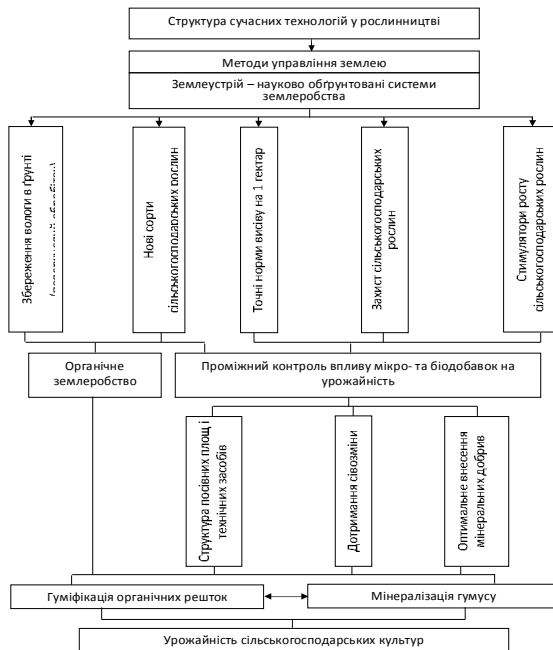 Структура сучасних технологій у рослинництві
Методи управління землею
Землеустрій – науково обґрунтовані системи
землеробства
Збереження вологи в ґрунті
Нові сорти
сільськогосподарських рослин
Точні норми висіву на 1 гектар
Захист сільськогосподарських
рослин
Стимулятори росту
сільськогосподарських рослин
Органічне
землеробство
Проміжний контроль впливу мікро- та біодобавок на
урожайність
Структура посівних площ і
технічних засобів
Дотримання сівозміни
Оптимальне внесення
мінеральних добрив
Гуміфікація органічних решток
Мінералізація гумусу
Урожайність сільськогосподарських культур